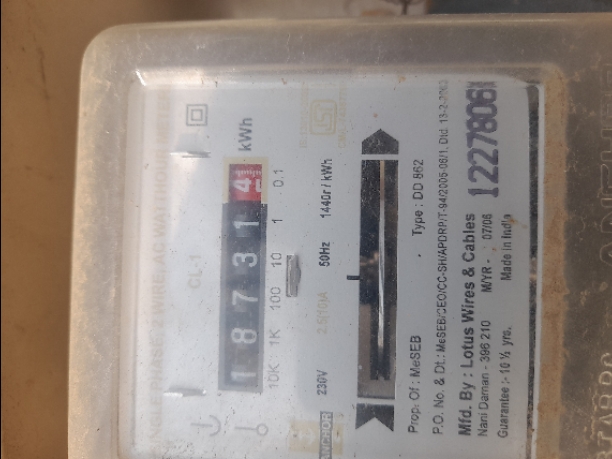 CL-1
kWh
1 8 7 3 1 4
10K 1K 100 10 1 0.1
230V 50Hz 1440r / kWh
ANCHOR
Prop. Of : MeSEB Type : DD 862
P.O. No. & Dt.: MeSEB/CEO/CC-SH/APDRP/T-94/2005-06/1, Dtd. 13-2-
Mfd. By : Lotus Wires & Cables
Nani Daman - 396 210 M/YR - 07/06
Guarantee :- 10 ½ yrs. Made in India
1227806